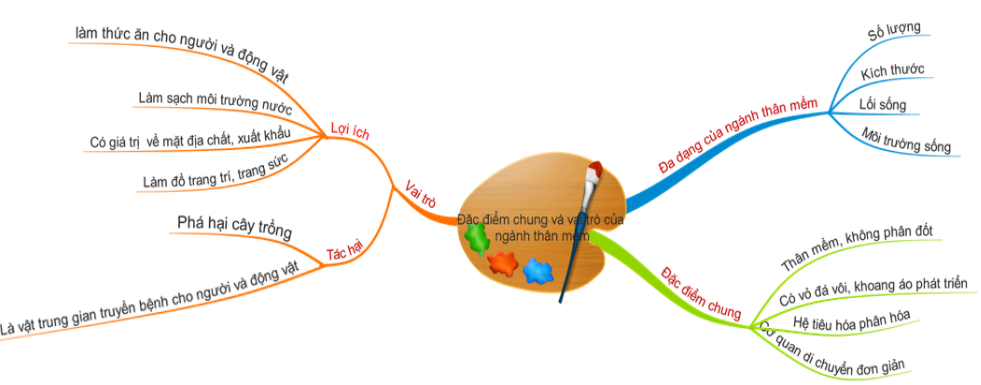 Đặc điểm chung và vai trò của
ngành thân mềm
Đa dạng của ngành thân mềm
Số lượng
Kích thước
Lối sống
Môi trường sống
Đặc điểm chung
Thân mềm, không phân đốt
Có vỏ đá vôi, khoang áo phát triển
Hệ tiêu hóa phân hóa
Cơ quan di chuyển đơn giản
Vai trò
Lợi ích
làm thức ăn cho người và động vật
Làm sạch môi trường nước
Có giá trị về mặt địa chất, xuất khẩu
Làm đồ trang trí, trang sức
Tác hại
Phá hại cây trồng
Là vật trung gian truyền bệnh cho người và động vật